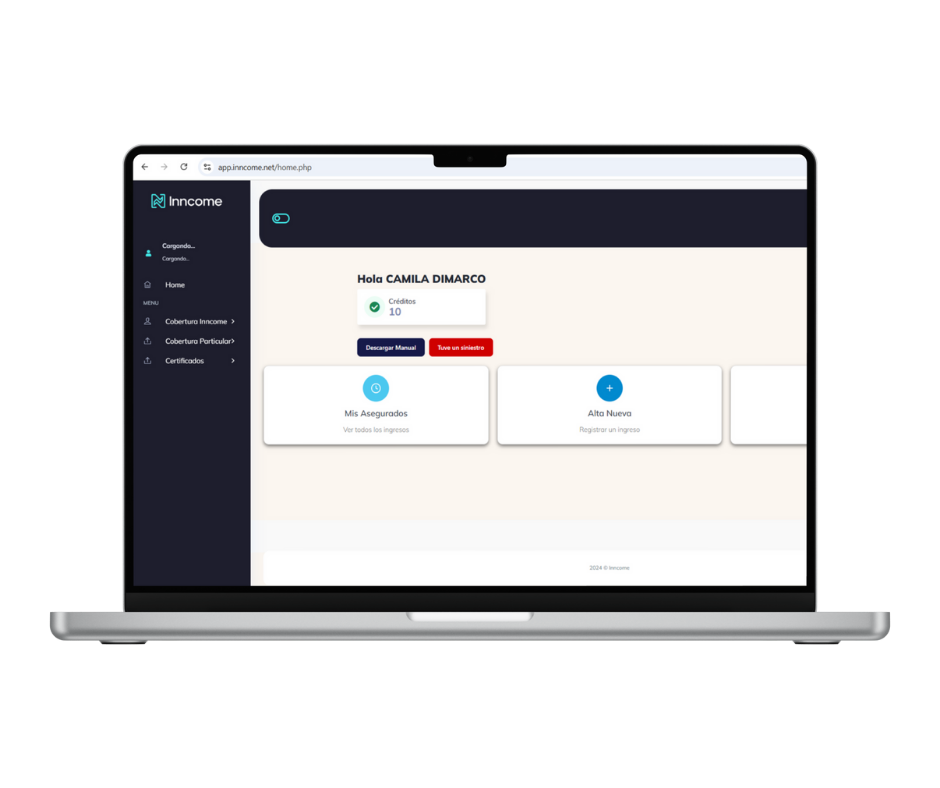 app.inncome.net/home.php
Inncome
Cargando...
Cargando..
Home
MENU
Cobertura Inncome
Cobertura Particular
Certificados
Hola CAMILA DIMARCO
Créditos
10
Descargar Manual
Tuve un siniestro
Mis Asegurados
Ver todos los ingresos
Alta Nueva
Registrar un ingreso
2024 © Inncome